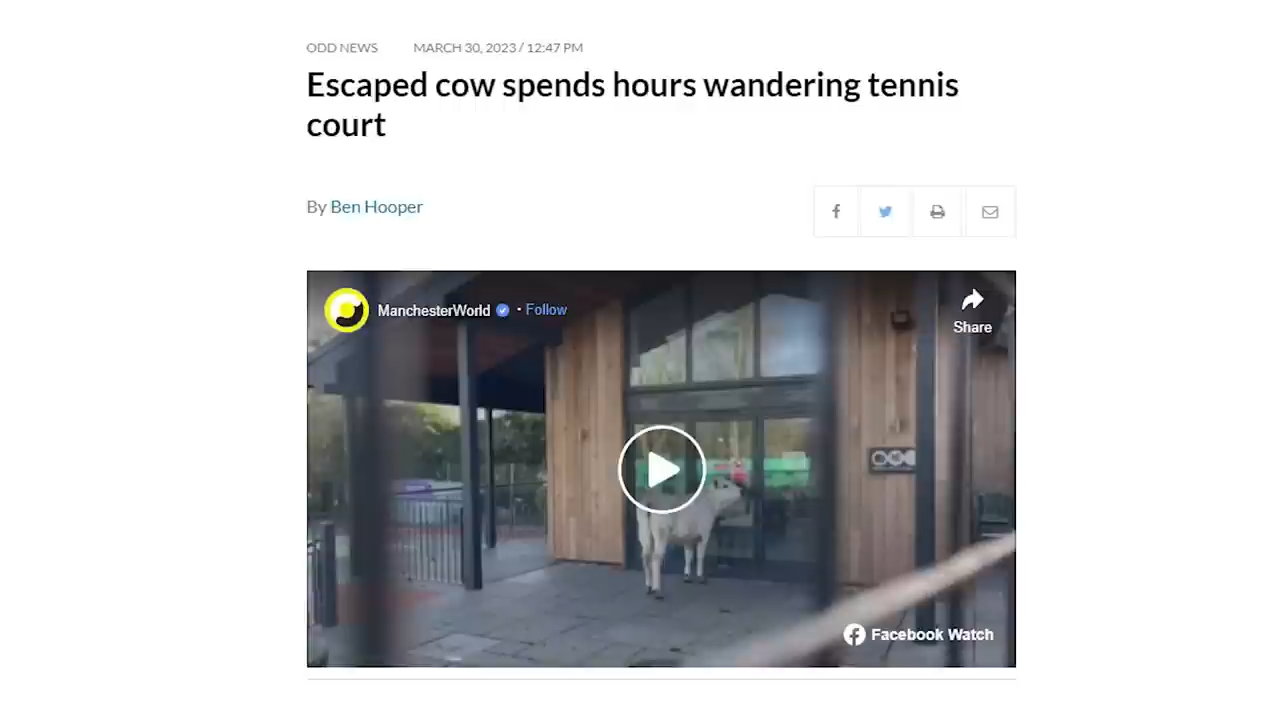 ODD NEWS MARCH 30, 2023 / 12:47 PM
Escaped cow spends hours wandering tennis
court
By Ben Hooper
ManchesterWorld · Follow
Share
Facebook Watch